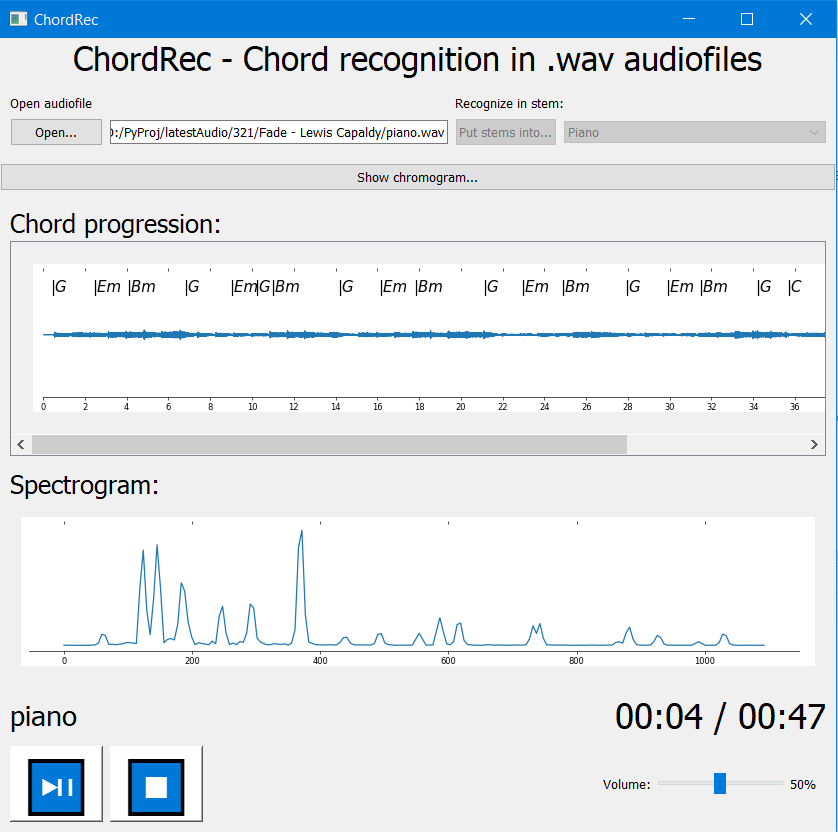 ChordRec
ChordRec - Chord recognition in .wav audiofiles
Open audiofile
Recognize in stem:
Open...
:/PyProj/latestAudio/321/Fade - Lewis Capaldy/piano.wav
Put stems into...
Piano
Show chromogram...
Chord progression:
|G |Em |Bm |G |Em|G|Bm |G |Em |Bm |G |Em |Bm |G |Em |Bm |G |C
0 2 4 6 8 10 12 14 16 18 20 22 24 26 28 30 32 34 36
Spectrogram:
0 200 400 600 800 1000
piano
00:04 / 00:47
Volume:
50%